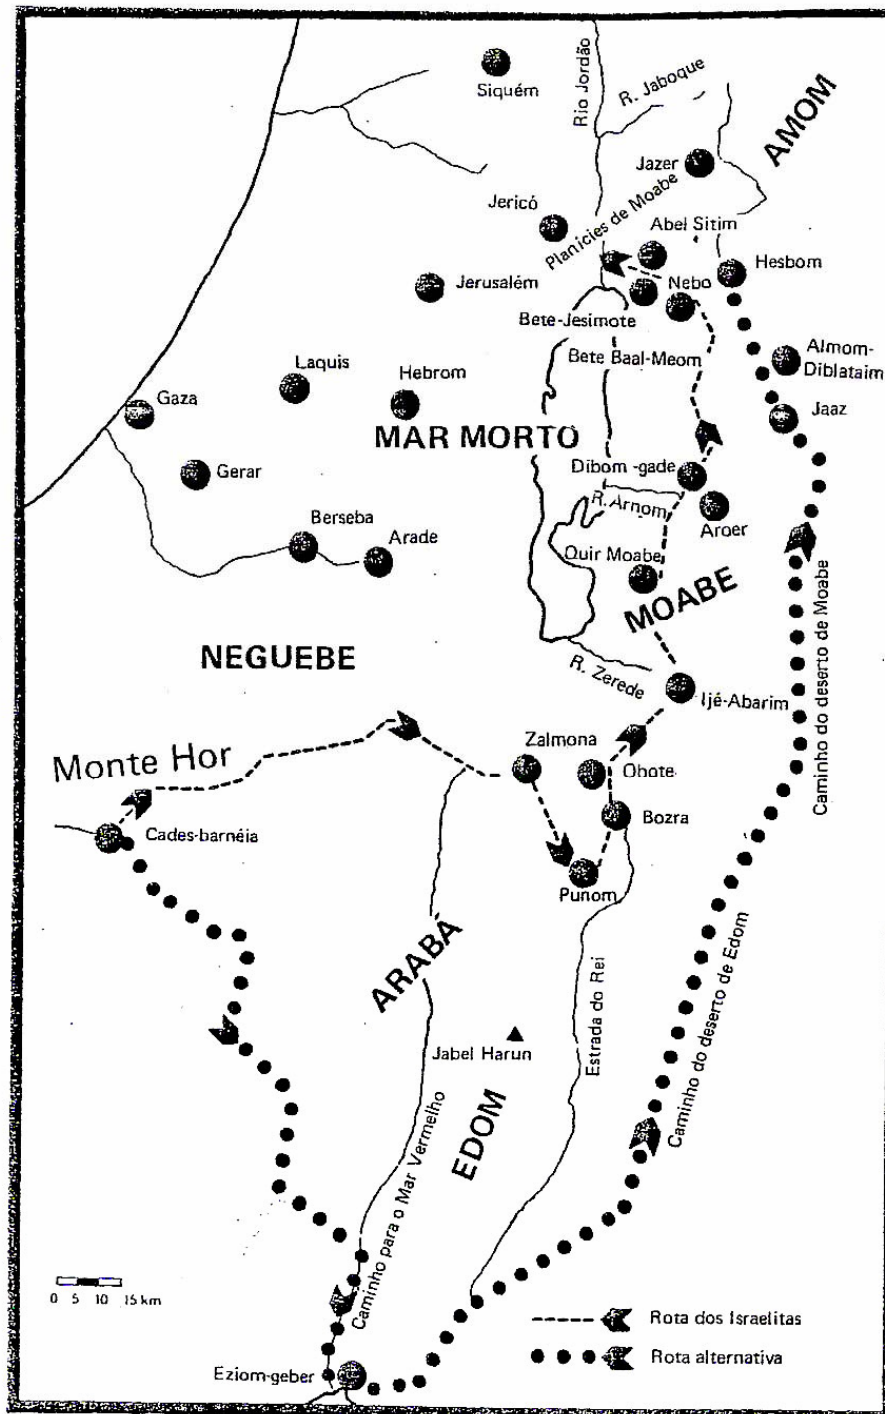 Siquém
Rio Jordão
R. Jaboque
AMOM
Jazer
Jericó
Planícies de Moabe
Abel Sitim
Hesbom
Jerusalém
Nebo
Bete-Jesimote
Bete Baal-Meom
Almom-
Diblataim
Laquis
Hebrom
Gaza
Jaaz
MAR MORTO
Gerar
Dibom-gade
R. Arnom
Aroer
Berseba
Arade
Quir Moabe
MOABE
NEGUEBE
R. Zerede
Ijé-Abarim
Caminho do deserto de Moabe
Monte Hor
Zalmona
Obote
Cades-barnéia
Bozra
Punom
ARABÁ
Estrada do Rei
Caminho do deserto de Edom
Jabel Harun
EDOM
Caminho para o Mar Vermelho
0 5 10 15 km
Rota dos Israelitas
Rota alternativa
Eziom-geber